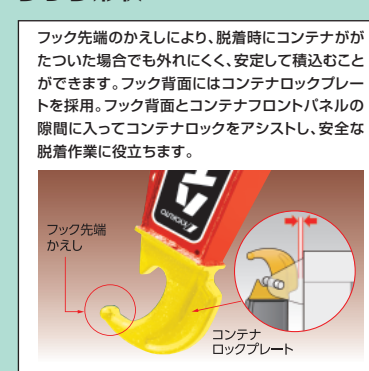 フック先端のかえしにより、脱着時にコンテナがが
たついた場合でも外れにくく、安定して積込むこと
ができます。フック背面にはコンテナロックプレー
トを採用。フック背面とコンテナフロントパネルの
隙間に入ってコンテナロックをアシストし、安全な
脱着作業に役立ちます。
フック先端
かえし
コンテナ
ロックプレート